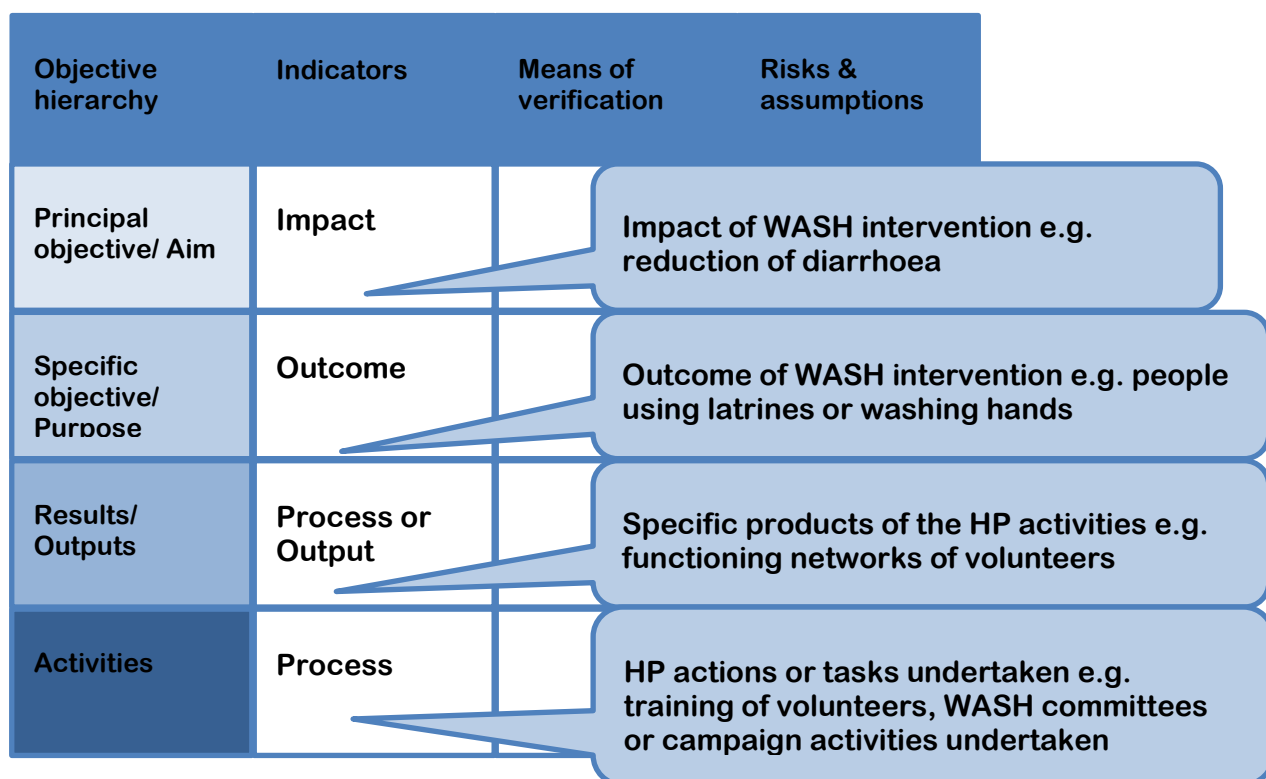 Objective
hierarchy
Indicators
Means of
verification
Risks &
assumptions
Principal
objective/ Aim
Impact
Impact of WASH intervention e.g.
reduction of diarrhoea
Specific
objective/
Purpose
Outcome
Outcome of WASH intervention e.g. people
using latrines or washing hands
Results/
Outputs
Process or
Output
Specific products of the HP activities e.g.
functioning networks of volunteers
Activities
Process
HP actions or tasks undertaken e.g.
training of volunteers, WASH committees
or campaign activities undertaken